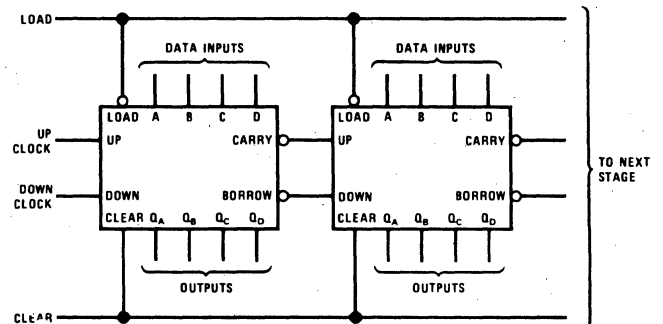 LOAD
DATA INPUTS
DATA INPUTS
LOAD A B C D
LOAD A B C D
UP CLOCK
UP
CARRY
UP
CARRY
TO NEXT STAGE
DOWN CLOCK
DOWN
BORROW
DOWN
BORROW
CLEAR QA QB QC QD
CLEAR QA QB QC QD
OUTPUTS
OUTPUTS
CLEAR